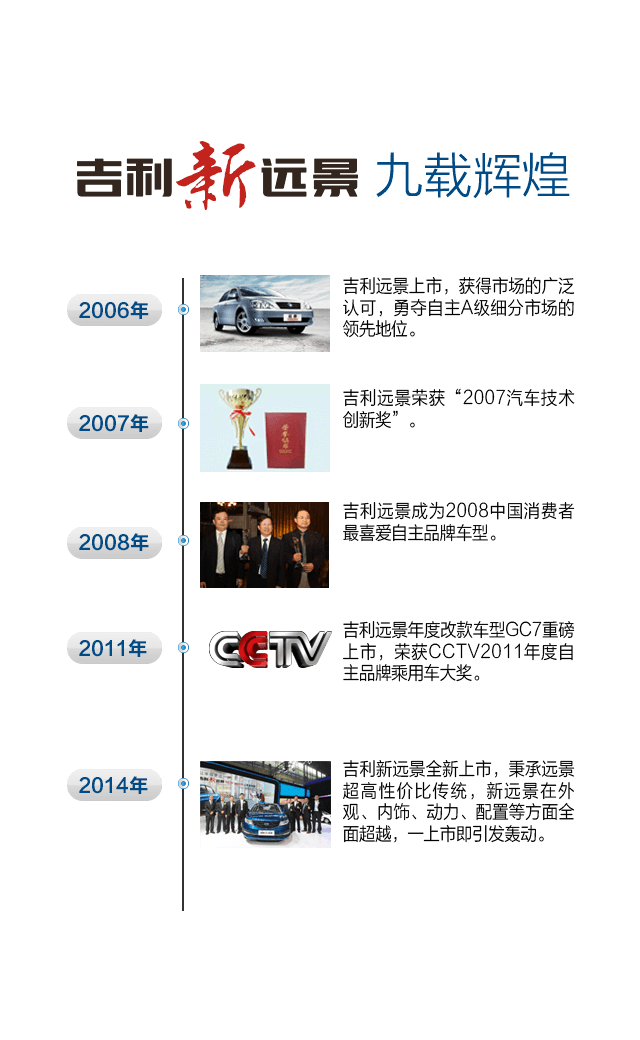 吉利新远景 九载辉煌
2006年
吉利远景上市，获得市场的广泛
认可，勇夺自主A级细分市场的
领先地位。
2007年
吉利远景荣获“2007汽车技术
创新奖”。
2008年
吉利远景成为2008中国消费者
最喜爱自主品牌车型。
2011年
CCTV
吉利远景年度改款车型GC7重磅
上市，荣获CCTV2011年度自
主品牌乘用车大奖。
2014年
吉利新远景全新上市，秉承远景
超高性价比传统，新远景在外
观、内饰、动力、配置等方面全
面超越，一上市即引发轰动。